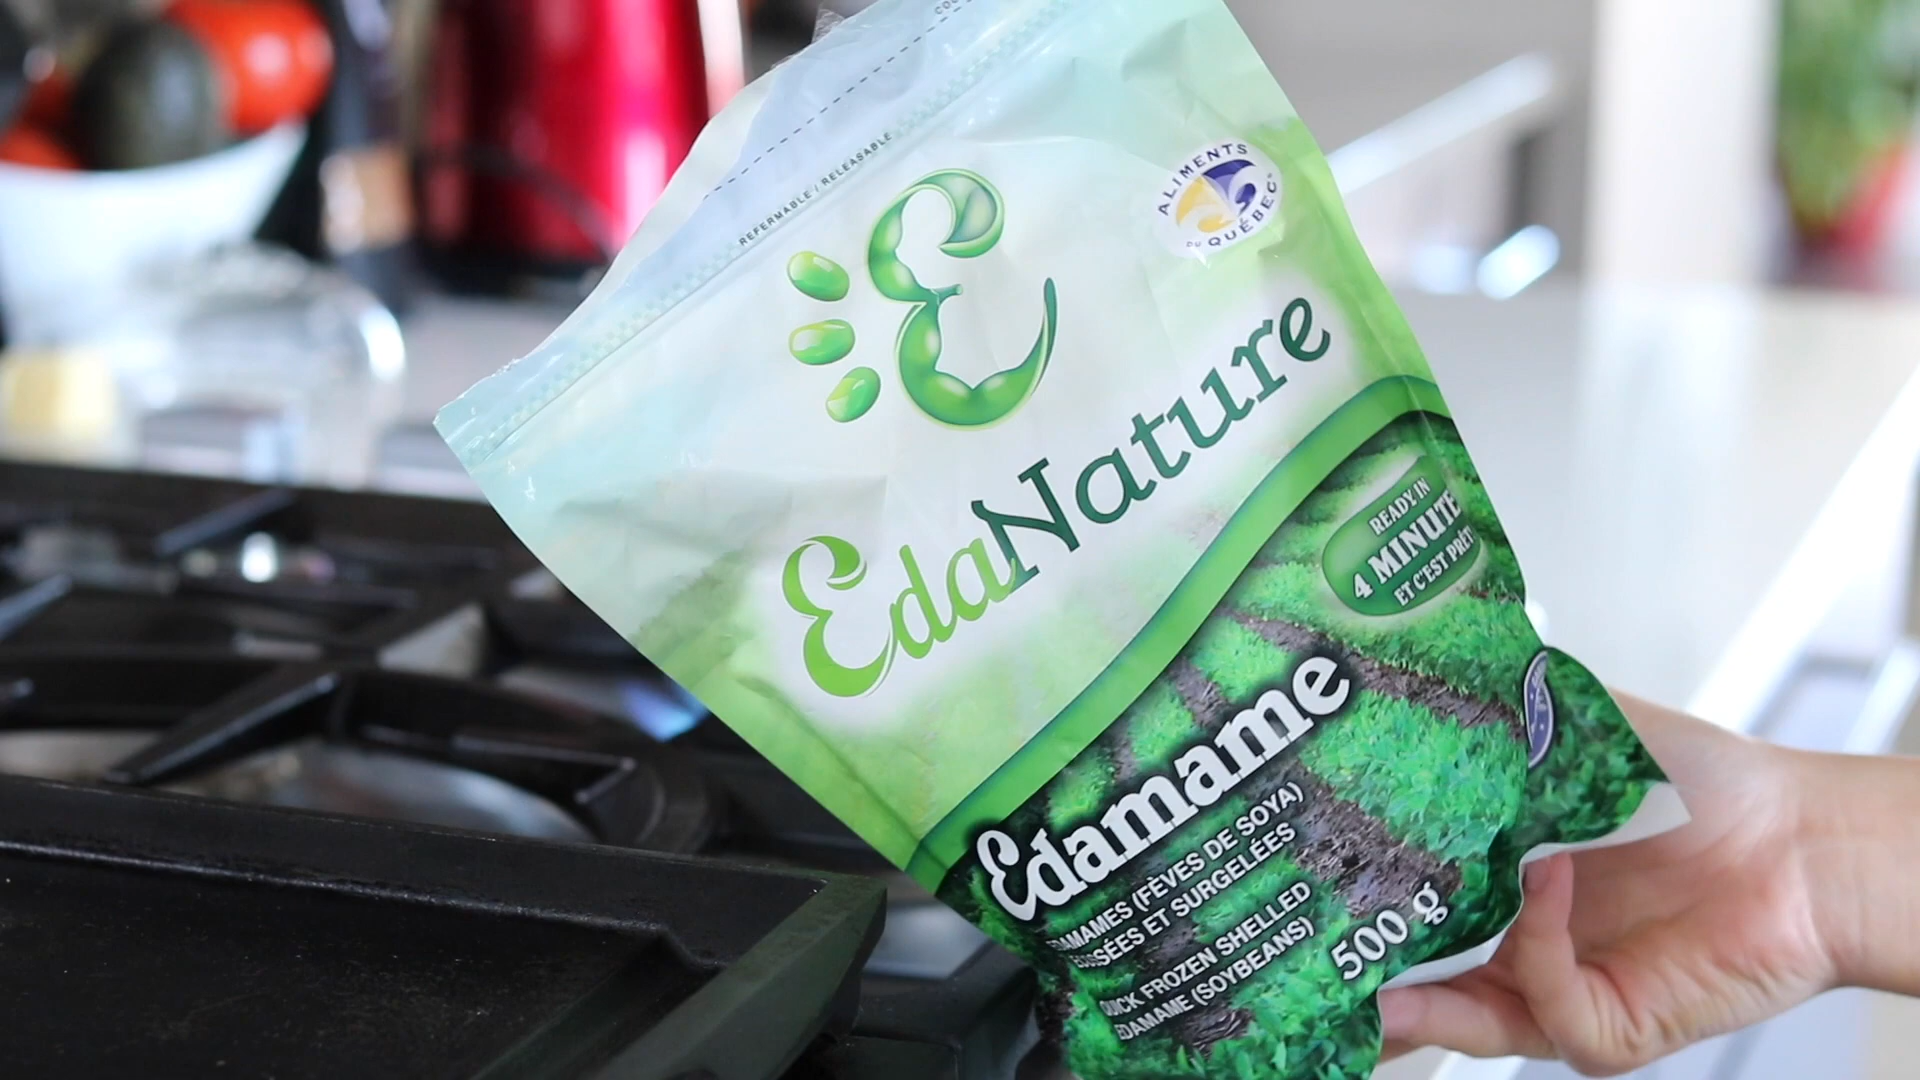 REFERMABLE / RELEASABLE
ALIMENTS
DU QUÉBEC
EdaNature
READY IN
4 MINUTE
ET C'EST PRÊT
Edamame
EDAMAMES (FÈVES DE SOYA)
ÉCOSSÉES ET SURGELÉES
QUICK FROZEN SHELLED
EDAMAME (SOYBEANS)
500 g